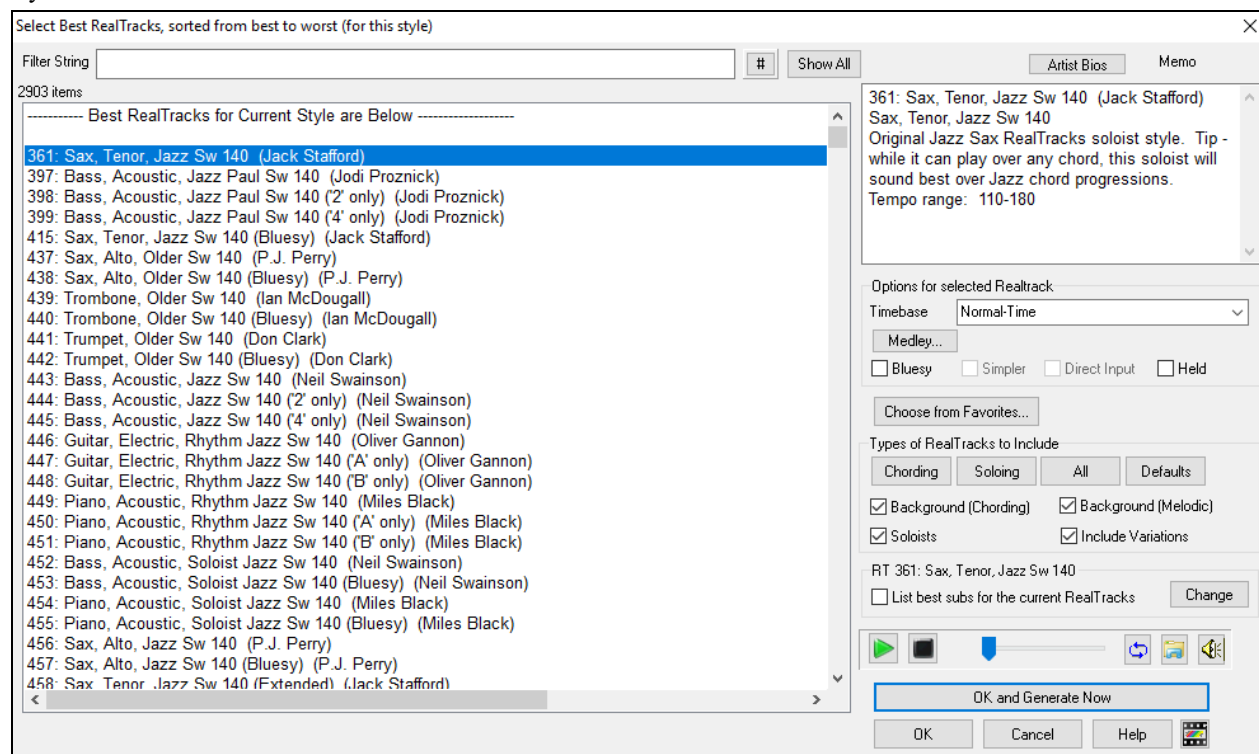 Select Best RealTracks, sorted from best to worst (for this style)
Filter String
#
Show All
Artist Bios
Memo
2903 items
----------- Best RealTracks for Current Style are Below -------------------
361: Sax, Tenor, Jazz Sw 140 (Jack Stafford)
397: Bass, Acoustic, Jazz Paul Sw 140 (Jodi Proznick)
398: Bass, Acoustic, Jazz Paul Sw 140 ('2' only) (Jodi Proznick)
399: Bass, Acoustic, Jazz Paul Sw 140 ('4' only) (Jodi Proznick)
415: Sax, Tenor, Jazz Sw 140 (Bluesy) (Jack Stafford)
437: Sax, Alto, Older Sw 140 (P.J. Perry)
438: Sax, Alto, Older Sw 140 (Bluesy) (P.J. Perry)
439: Trombone, Older Sw 140 (Ian McDougall)
440: Trombone, Older Sw 140 (Bluesy) (Ian McDougall)
441: Trumpet, Older Sw 140 (Don Clark)
442: Trumpet, Older Sw 140 (Bluesy) (Don Clark)
443: Bass, Acoustic, Jazz Sw 140 (Neil Swainson)
444: Bass, Acoustic, Jazz Sw 140 ('2' only) (Neil Swainson)
445: Bass, Acoustic, Jazz Sw 140 ('4' only) (Neil Swainson)
446: Guitar, Electric, Rhythm Jazz Sw 140 (Oliver Gannon)
447: Guitar, Electric, Rhythm Jazz Sw 140 ('A' only) (Oliver Gannon)
448: Guitar, Electric, Rhythm Jazz Sw 140 ('B' only) (Oliver Gannon)
449: Piano, Acoustic, Rhythm Jazz Sw 140 (Miles Black)
450: Piano, Acoustic, Rhythm Jazz Sw 140 ('A' only) (Miles Black)
451: Piano, Acoustic, Rhythm Jazz Sw 140 ('B' only) (Miles Black)
452: Bass, Acoustic, Soloist Jazz Sw 140 (Neil Swainson)
453: Bass, Acoustic, Soloist Jazz Sw 140 (Bluesy) (Neil Swainson)
454: Piano, Acoustic, Soloist Jazz Sw 140 (Miles Black)
455: Piano, Acoustic, Soloist Jazz Sw 140 (Bluesy) (Miles Black)
456: Sax, Alto, Jazz Sw 140 (P.J. Perry)
457: Sax, Alto, Jazz Sw 140 (Bluesy) (P.J. Perry)
458: Sax, Tenor, Jazz Sw 140 (Extended) (Jack Stafford)
361: Sax, Tenor, Jazz Sw 140 (Jack Stafford)
Sax, Tenor, Jazz Sw 140
Original Jazz Sax RealTracks soloist style. Tip -
while it can play over any chord, this soloist will
sound best over Jazz chord progressions.
Tempo range: 110-180
Options for selected Realtrack
Timebase
Normal-Time
Medley...
Bluesy
Simpler
Direct Input
Held
Choose from Favorites...
Types of RealTracks to Include
Chording
Soloing
All
Defaults
Background (Chording)
Background (Melodic)
Soloists
Include Variations
RT 361: Sax, Tenor, Jazz Sw 140
List best subs for the current RealTracks
Change
OK and Generate Now
OK
Cancel
Help